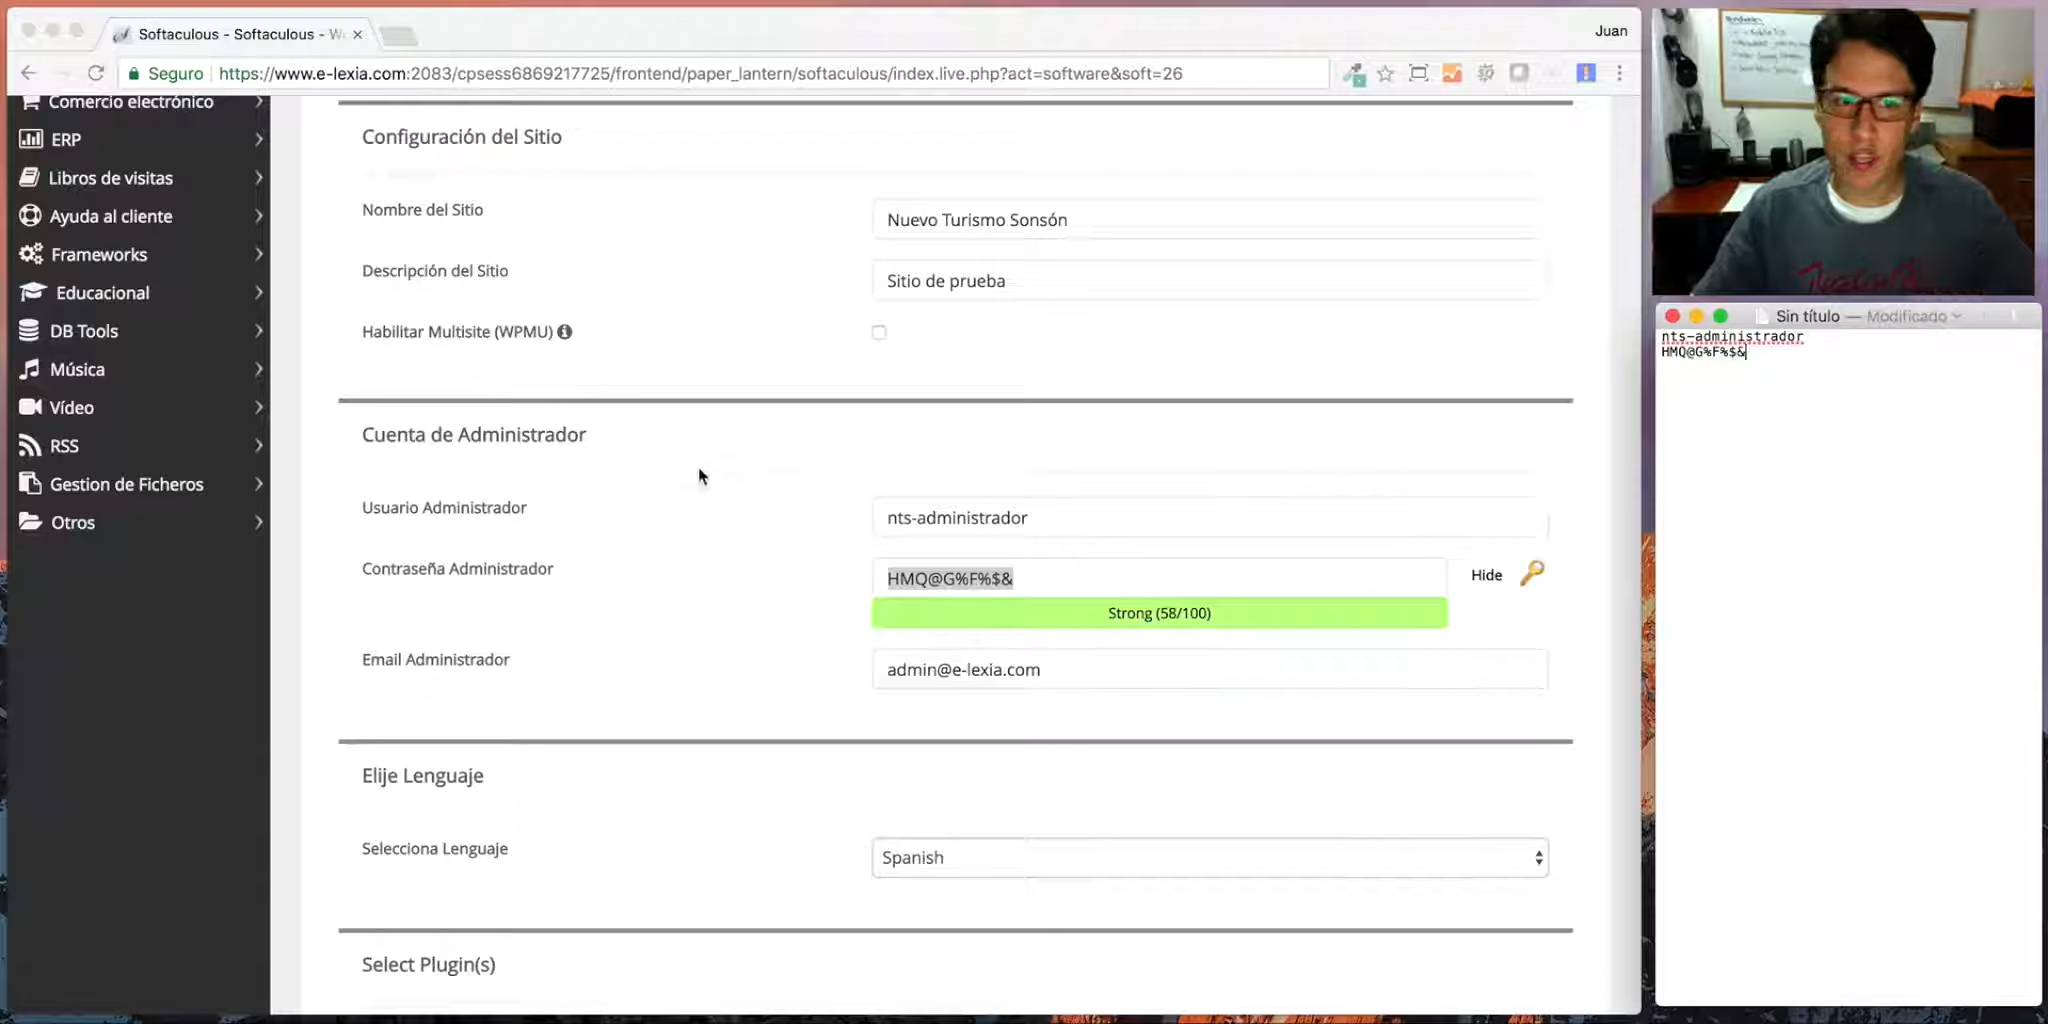 Softaculous - Softaculous - W
Juan
Seguro
https://www.e-lexia.com:2083/cpsess6869217725/frontend/paper_lantern/softaculous/index.live.php?act=software&soft=26
Comercio electrónico
ERP
Libros de visitas
Ayuda al cliente
Frameworks
Educacional
DB Tools
Música
Vídeo
RSS
Gestion de Ficheros
Otros
Configuración del Sitio
Nombre del Sitio
Nuevo Turismo Sonsón
Descripción del Sitio
Sitio de prueba
Habilitar Multisite (WPMU)
Cuenta de Administrador
Usuario Administrador
nts-administrador
Contraseña Administrador
HMQ@G%F%$&
Hide
Strong (58/100)
Email Administrador
admin@e-lexia.com
Elije Lenguaje
Selecciona Lenguaje
Spanish
Select Plugin(s)
Sin título — Modificado
nts-administrador
HMQ@G%F%$&